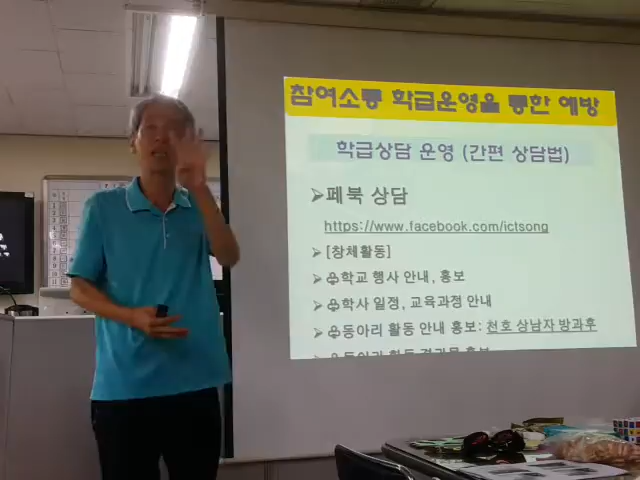 참여소통 학급운영을 통한 예방
학급상담 운영 (간편 상담법)
➢페북 상담
https://www.facebook.com/ictsong
➢ [창체활동]
➢ ♧학교 행사 안내, 홍보
➢ ♧학사 일정, 교육과정 안내
➢ ♧동아리 활동 안내 홍보: 천호 상남자 방과후